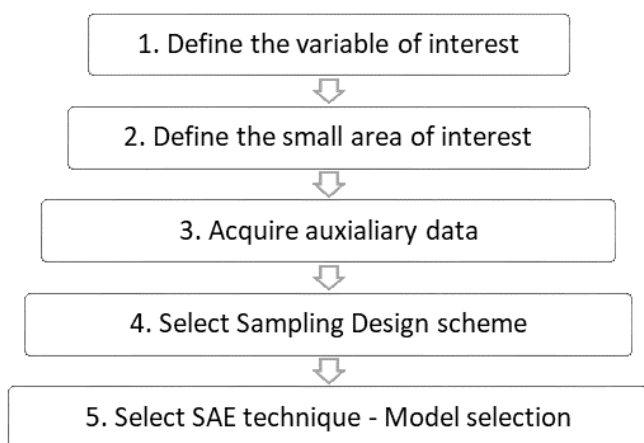 1. Define the variable of interest
2. Define the small area of interest
3. Acquire auxialiary data
4. Select Sampling Design scheme
5. Select SAE technique - Model selection